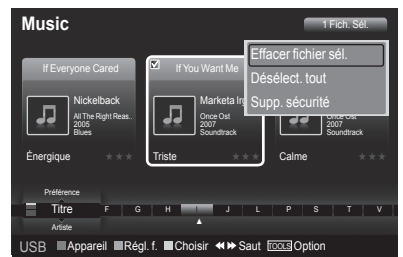 Music
1 Fich. Sél.
Effacer fichier sél.
Désélect. tout
Supp. sécurité
If Everyone Cared
If You Want Me
Nickelback
All The Right Reas..
2005
Blues
Marketa Irg
Once Ost
2007
Soundtrack
Once Ost
2007
Soundtrack
Énergique
Triste
Calme
Préférence
Titre F G H I J L P S T V
Artiste
USB Appareil Régl. f. Choisir Saut TOOLS Option